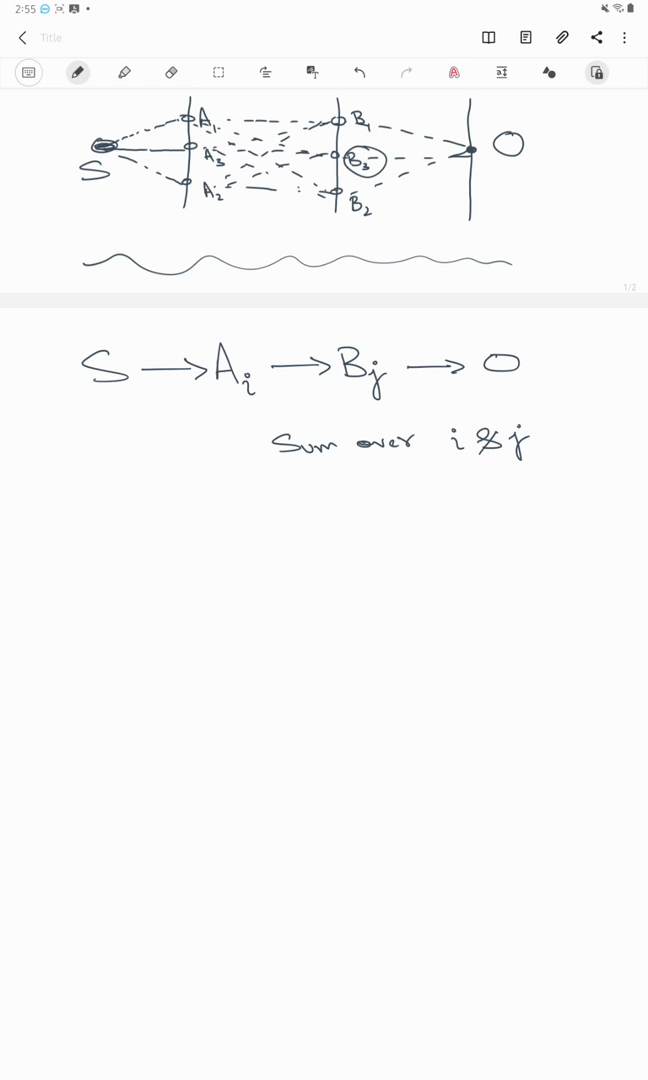 2:55
Title
A₁ B₁
S A₃ B₃ O
A₂ B₂
1/2
S → Aᵢ → Bⱼ → O
Sum over i & j